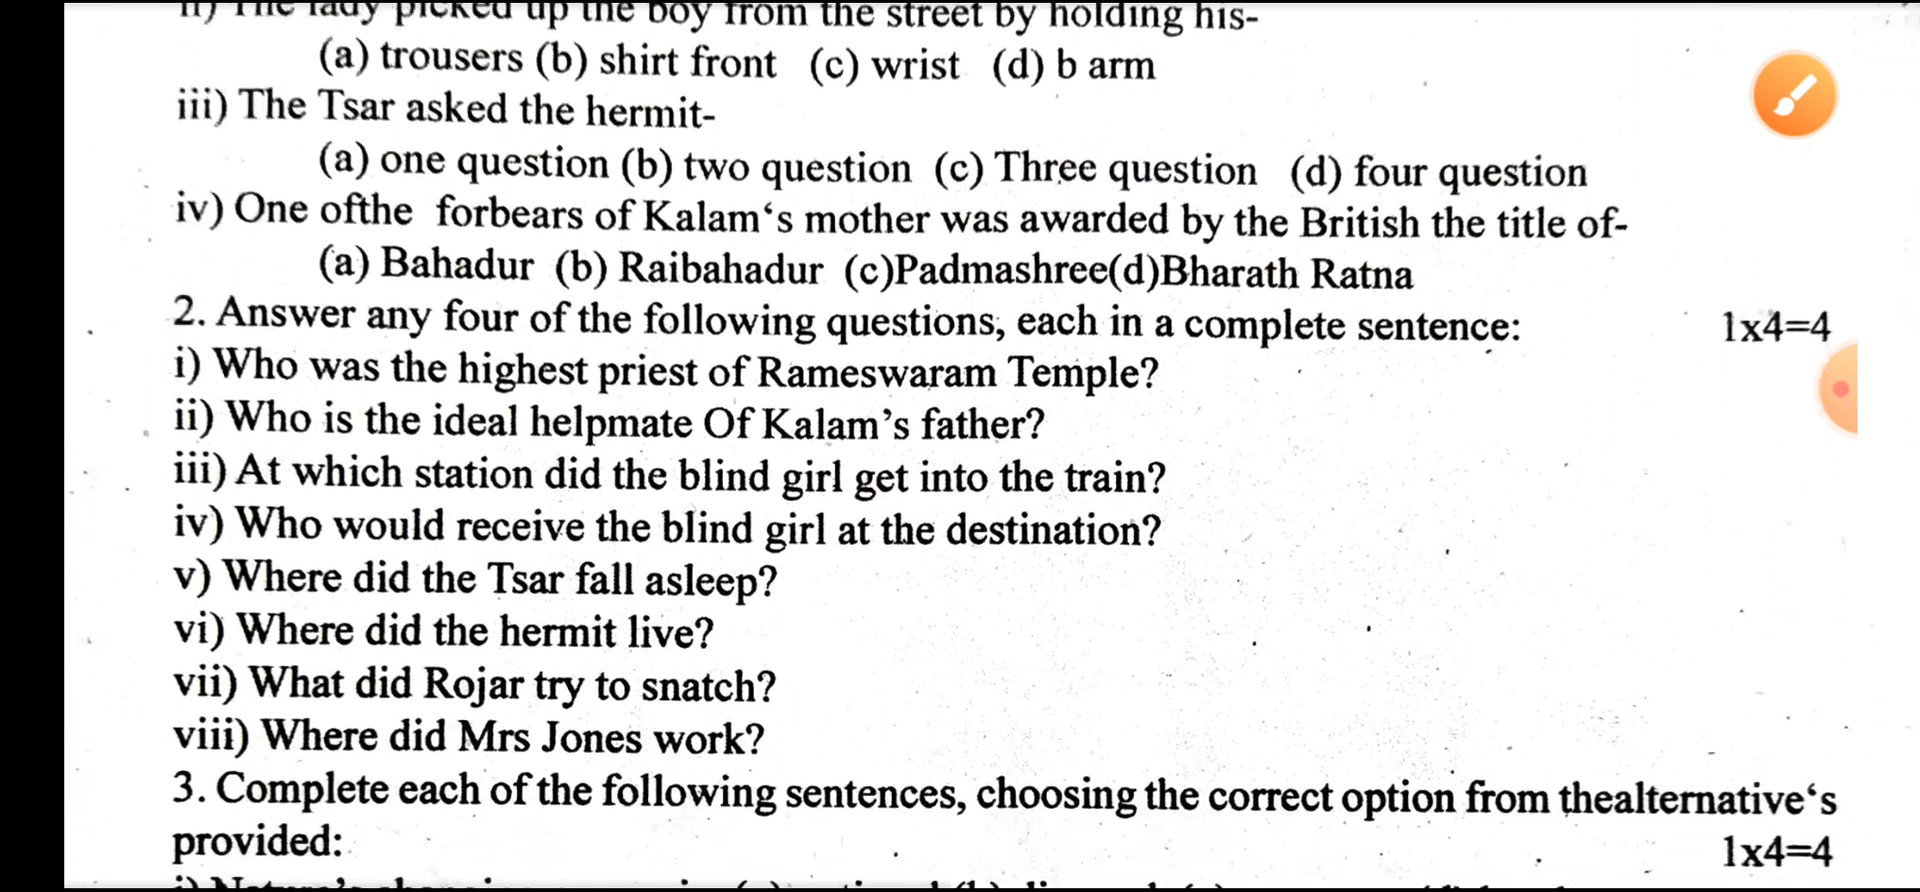 ii) The lady picked up the boy from the street by holding his-
(a) trousers (b) shirt front (c) wrist (d) b arm
iii) The Tsar asked the hermit-
(a) one question (b) two question (c) Three question (d) four question
iv) One ofthe forbears of Kalam‘s mother was awarded by the British the title of-
(a) Bahadur (b) Raibahadur (c)Padmashree(d)Bharath Ratna
2. Answer any four of the following questions, each in a complete sentence: 1x4=4
i) Who was the highest priest of Rameswaram Temple?
ii) Who is the ideal helpmate Of Kalam’s father?
iii) At which station did the blind girl get into the train?
iv) Who would receive the blind girl at the destination?
v) Where did the Tsar fall asleep?
vi) Where did the hermit live?
vii) What did Rojar try to snatch?
viii) Where did Mrs Jones work?
3. Complete each of the following sentences, choosing the correct option from thealternative‘s
provided: 1x4=4